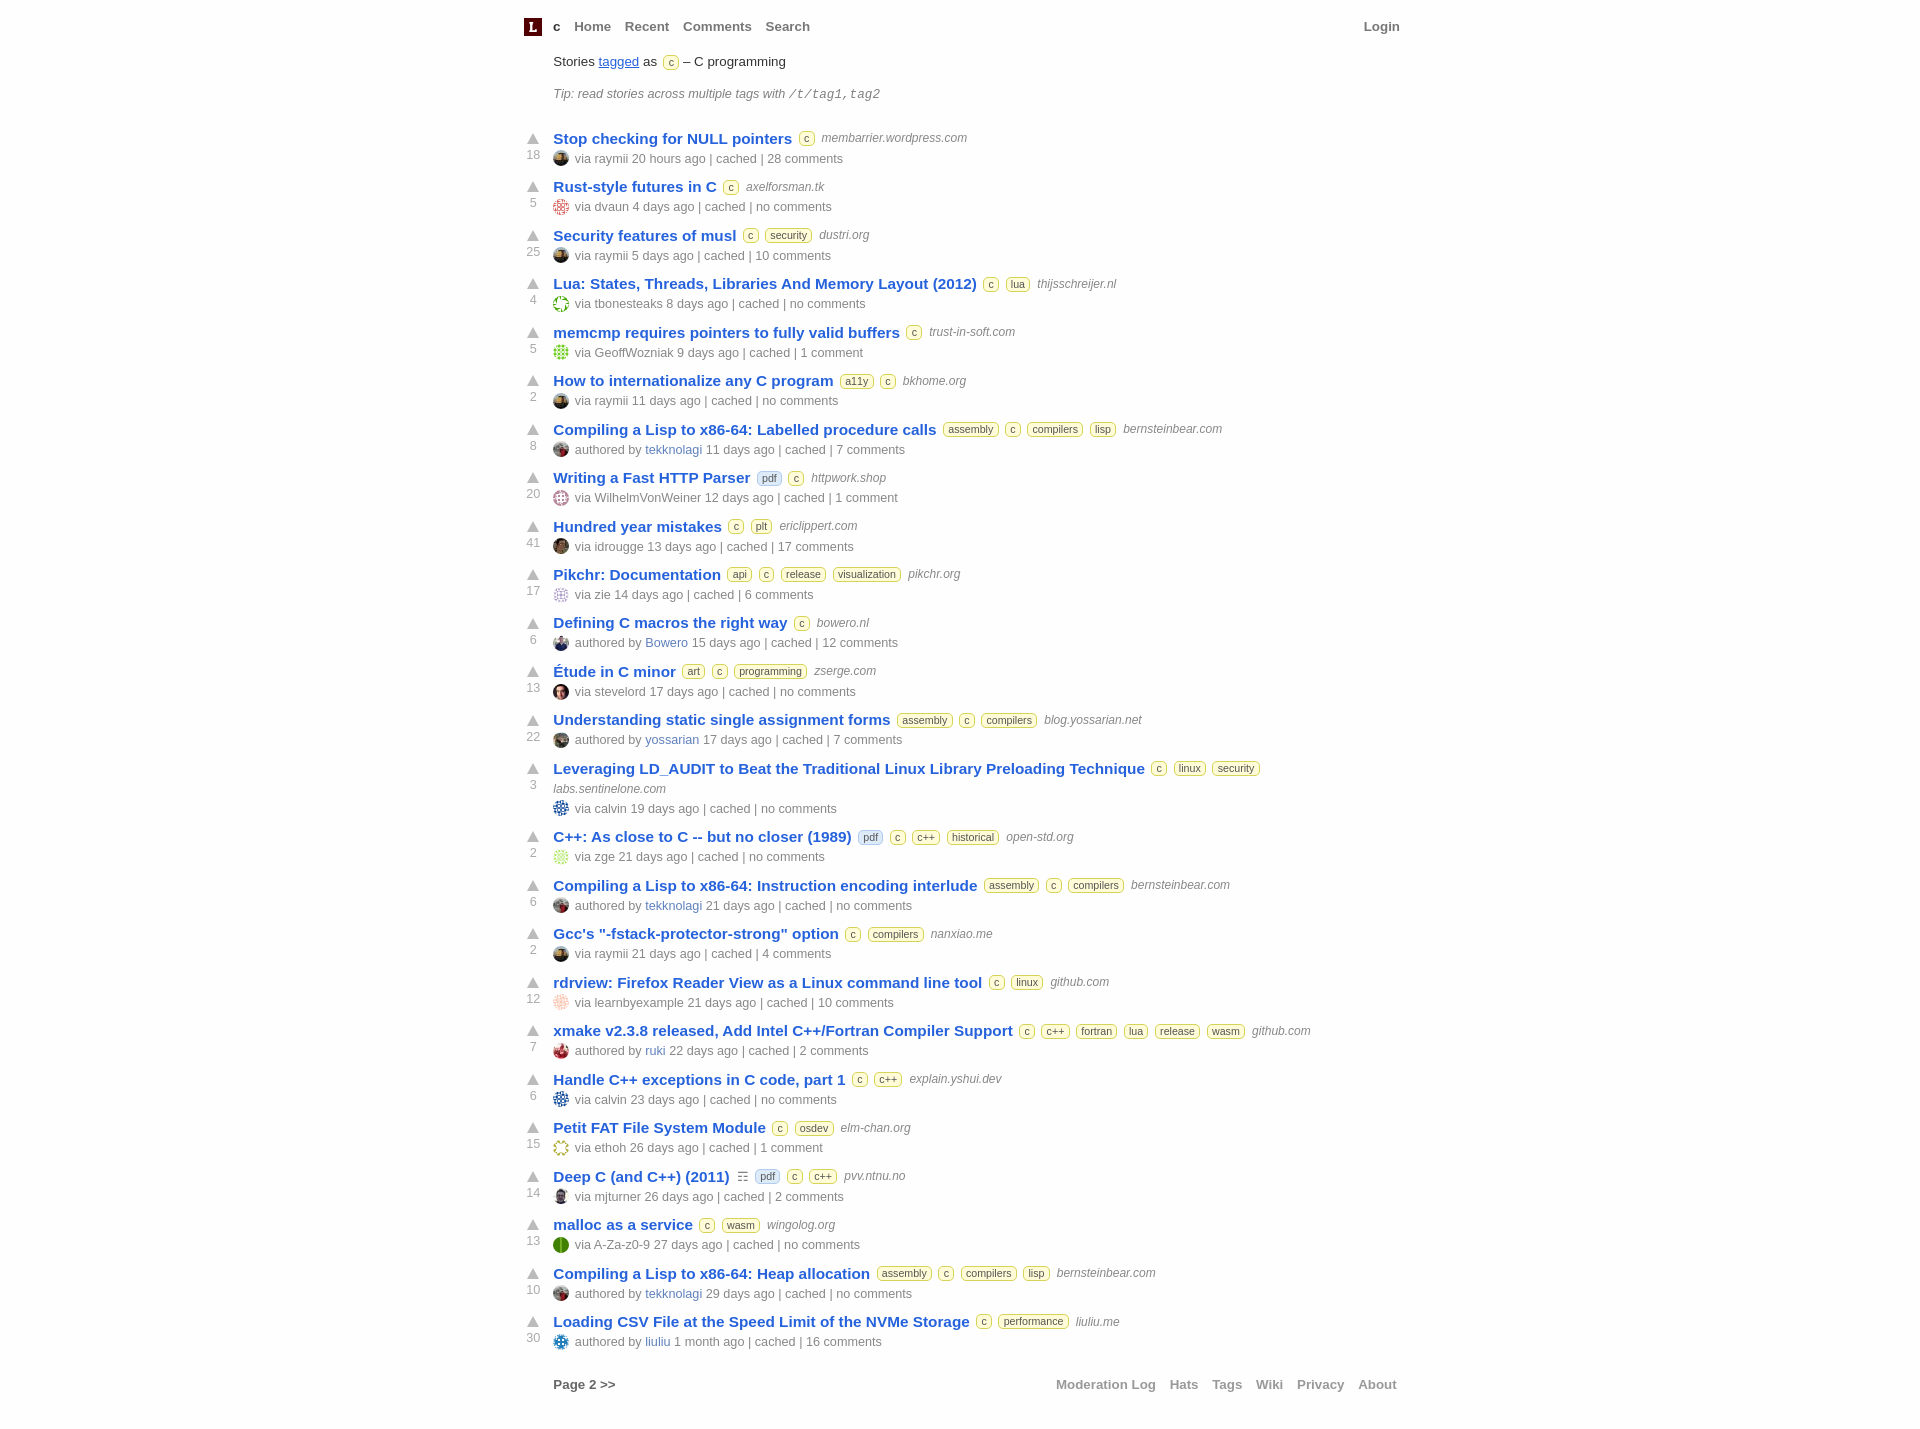 L c Home Recent Comments Search Login
Stories tagged as c – C programming
Tip: read stories across multiple tags with /t/tag1,tag2
Stop checking for NULL pointers c membarrier.wordpress.com
18 via raymii 20 hours ago | cached | 28 comments
Rust-style futures in C c axelforsman.tk
5 via dvaun 4 days ago | cached | no comments
Security features of musl c security dustri.org
25 via raymii 5 days ago | cached | 10 comments
Lua: States, Threads, Libraries And Memory Layout (2012) c lua thijsschreijer.nl
4 via tbonesteaks 8 days ago | cached | no comments
memcmp requires pointers to fully valid buffers c trust-in-soft.com
5 via GeoffWozniak 9 days ago | cached | 1 comment
How to internationalize any C program a11y c bkhome.org
2 via raymii 11 days ago | cached | no comments
Compiling a Lisp to x86-64: Labelled procedure calls assembly c compilers lisp bernsteinbear.com
8 authored by tekknolagi 11 days ago | cached | 7 comments
Writing a Fast HTTP Parser pdf c httpwork.shop
20 via WilhelmVonWeiner 12 days ago | cached | 1 comment
Hundred year mistakes c plt ericlippert.com
41 via idrougge 13 days ago | cached | 17 comments
Pikchr: Documentation api c release visualization pikchr.org
17 via zie 14 days ago | cached | 6 comments
Defining C macros the right way c bowero.nl
6 authored by Bowero 15 days ago | cached | 12 comments
Étude in C minor art c programming zserge.com
13 via stevelord 17 days ago | cached | no comments
Understanding static single assignment forms assembly c compilers blog.yossarian.net
22 authored by yossarian 17 days ago | cached | 7 comments
Leveraging LD_AUDIT to Beat the Traditional Linux Library Preloading Technique c linux security
3 labs.sentinelone.com
via calvin 19 days ago | cached | no comments
C++: As close to C -- but no closer (1989) pdf c c++ historical open-std.org
2 via zge 21 days ago | cached | no comments
Compiling a Lisp to x86-64: Instruction encoding interlude assembly c compilers bernsteinbear.com
6 authored by tekknolagi 21 days ago | cached | no comments
Gcc's "-fstack-protector-strong" option c compilers nanxiao.me
2 via raymii 21 days ago | cached | 4 comments
rdrview: Firefox Reader View as a Linux command line tool c linux github.com
12 via learnbyexample 21 days ago | cached | 10 comments
xmake v2.3.8 released, Add Intel C++/Fortran Compiler Support c c++ fortran lua release wasm github.com
7 authored by ruki 22 days ago | cached | 2 comments
Handle C++ exceptions in C code, part 1 c c++ explain.yshui.dev
6 via calvin 23 days ago | cached | no comments
Petit FAT File System Module c osdev elm-chan.org
15 via ethoh 26 days ago | cached | 1 comment
Deep C (and C++) (2011) ☶ pdf c c++ pvv.ntnu.no
14 via mjturner 26 days ago | cached | 2 comments
malloc as a service c wasm wingolog.org
13 via A-Za-z0-9 27 days ago | cached | no comments
Compiling a Lisp to x86-64: Heap allocation assembly c compilers lisp bernsteinbear.com
10 authored by tekknolagi 29 days ago | cached | no comments
Loading CSV File at the Speed Limit of the NVMe Storage c performance liuliu.me
30 authored by liuliu 1 month ago | cached | 16 comments
Page 2 >> Moderation Log Hats Tags Wiki Privacy About